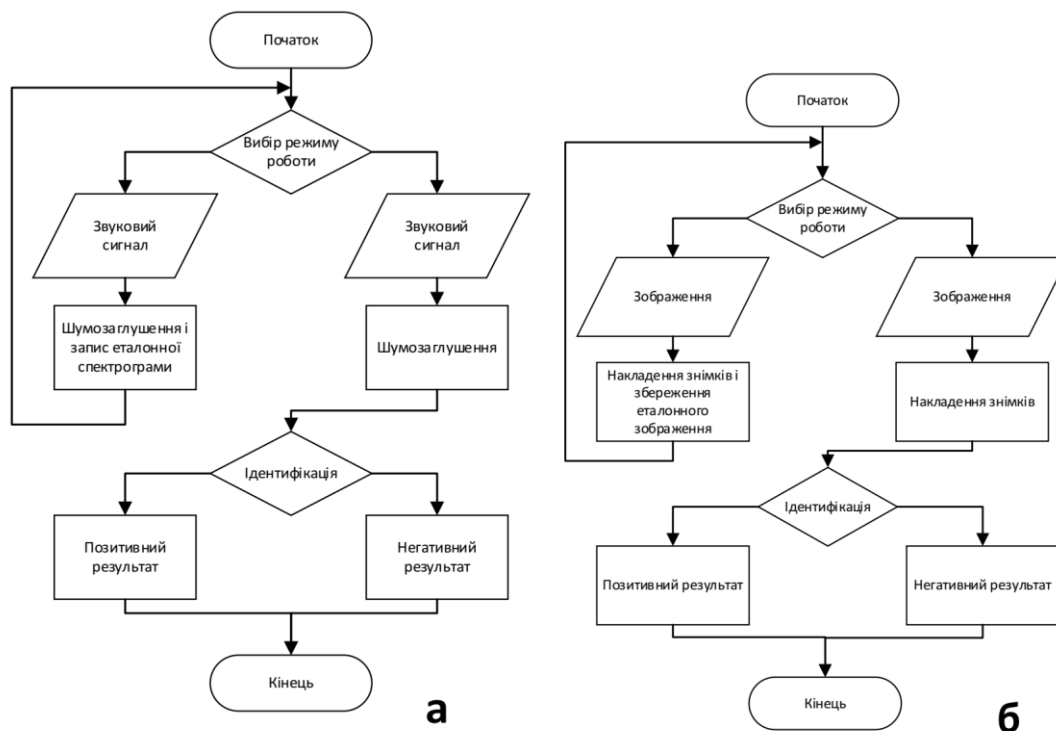 Початок
Вибір режиму
роботи
Звуковий
сигнал
Звуковий
сигнал
Шумозаглушення і
запис еталонної
спектрограми
Шумозаглушення
Ідентифікація
Позитивний
результат
Негативний
результат
Кінець
а
Початок
Вибір режиму
роботи
Зображення
Зображення
Накладення знімків і
збереження
еталонного
зображення
Накладення знімків
Ідентифікація
Позитивний результат
Негативний результат
Кінець
б